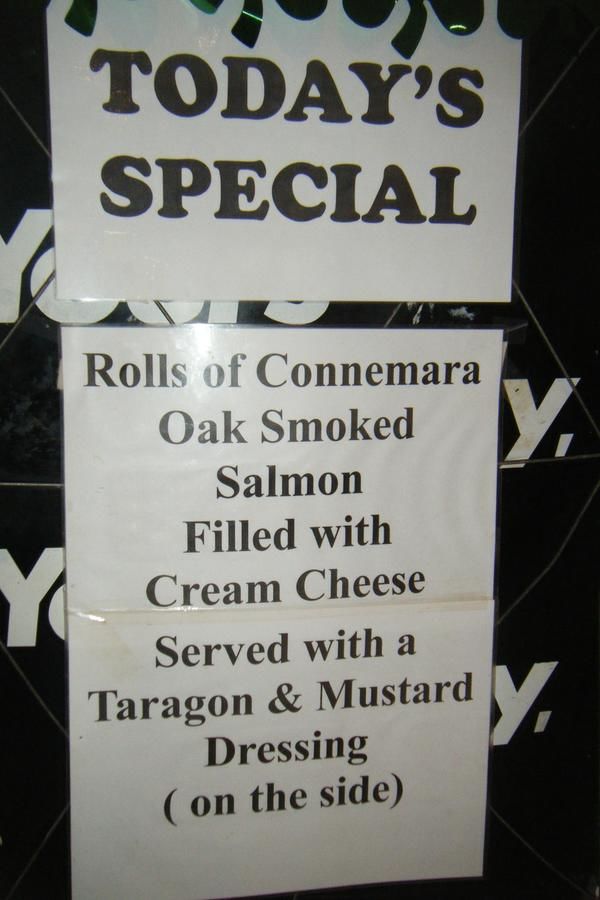 TODAY'S
SPECIAL
Rolls of Connemara
Oak Smoked
Salmon
Filled with
Cream Cheese
Served with a
Taragon & Mustard
Dressing
( on the side)